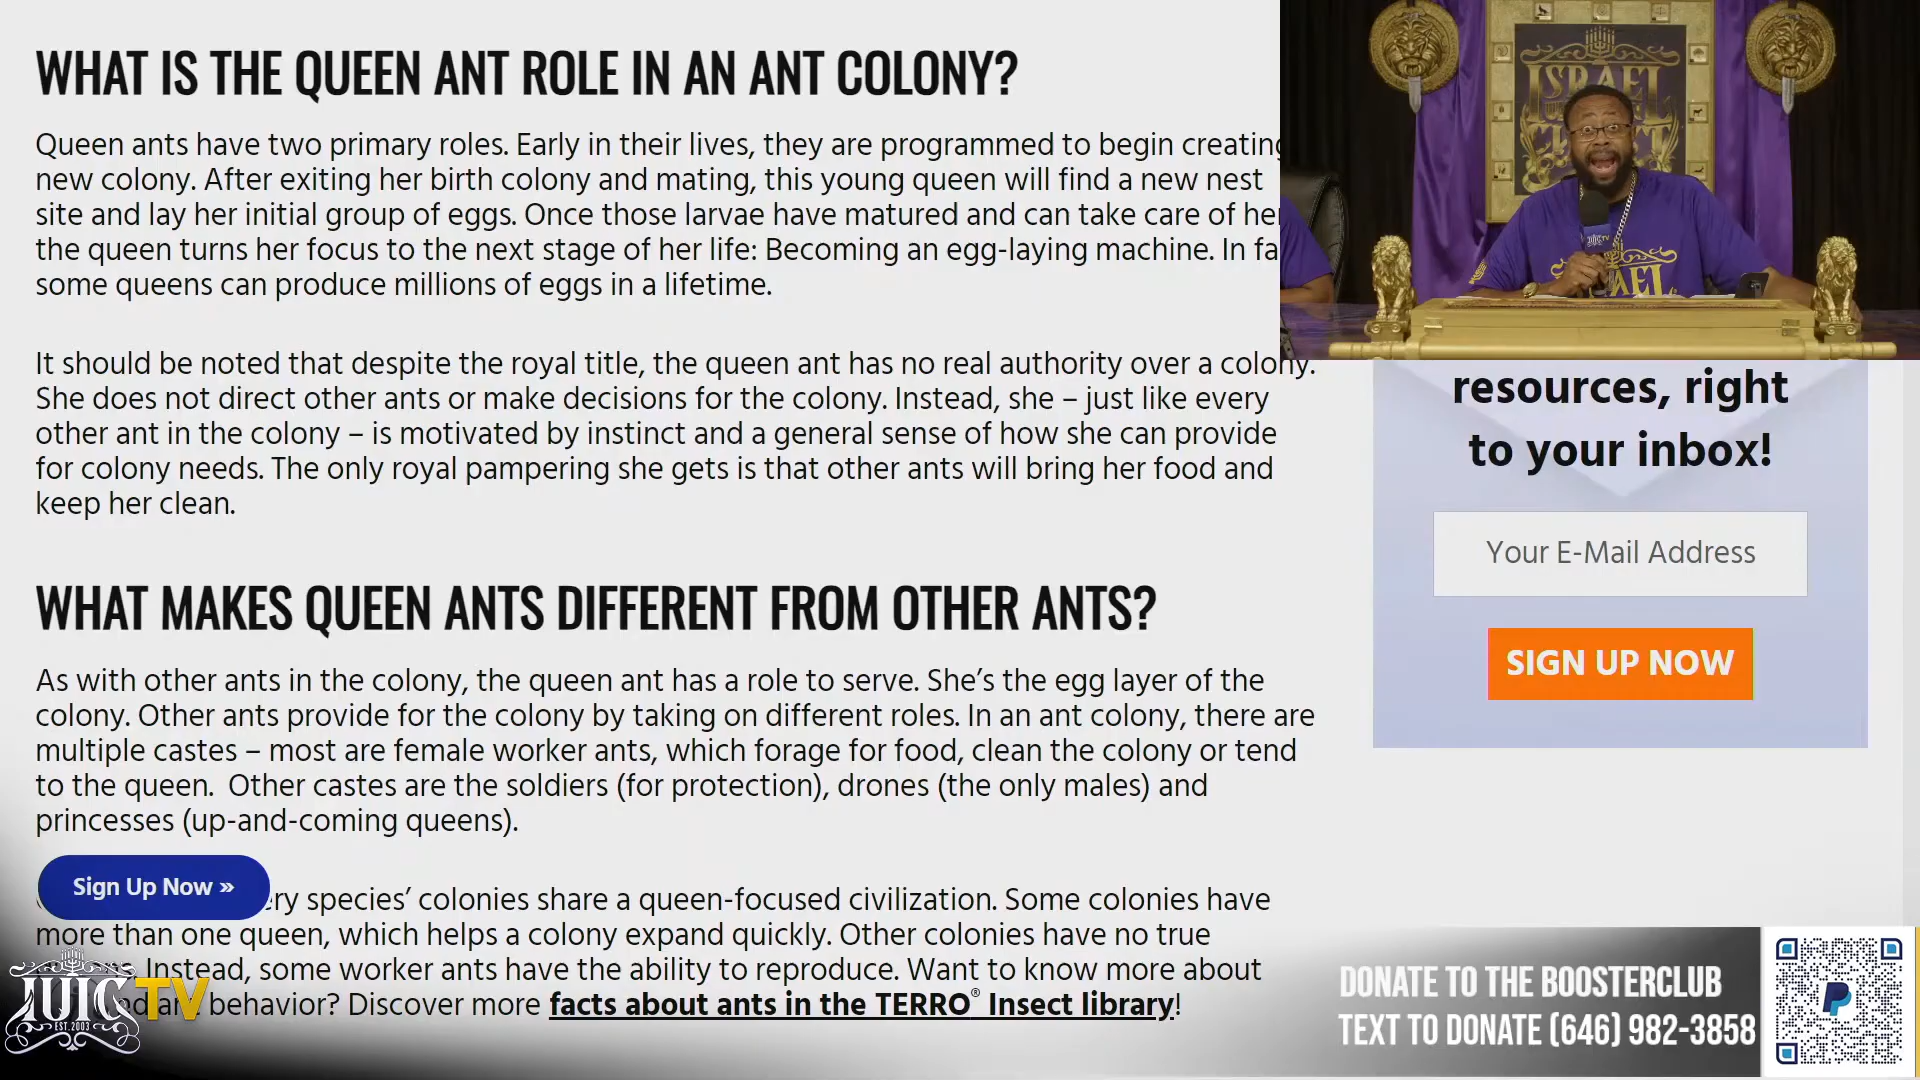 WHAT IS THE QUEEN ANT ROLE IN AN ANT COLONY?
Queen ants have two primary roles. Early in their lives, they are programmed to begin creating
new colony. After exiting her birth colony and mating, this young queen will find a new nest
site and lay her initial group of eggs. Once those larvae have matured and can take care of her
the queen turns her focus to the next stage of her life: Becoming an egg-laying machine. In fa
some queens can produce millions of eggs in a lifetime.
It should be noted that despite the royal title, the queen ant has no real authority over a colony.
She does not direct other ants or make decisions for the colony. Instead, she – just like every
other ant in the colony – is motivated by instinct and a general sense of how she can provide
for colony needs. The only royal pampering she gets is that other ants will bring her food and
keep her clean.
WHAT MAKES QUEEN ANTS DIFFERENT FROM OTHER ANTS?
As with other ants in the colony, the queen ant has a role to serve. She’s the egg layer of the
colony. Other ants provide for the colony by taking on different roles. In an ant colony, there are
multiple castes – most are female worker ants, which forage for food, clean the colony or tend
to the queen. Other castes are the soldiers (for protection), drones (the only males) and
princesses (up-and-coming queens).
Sign Up Now »
ry species’ colonies share a queen-focused civilization. Some colonies have
more than one queen, which helps a colony expand quickly. Other colonies have no true
Instead, some worker ants have the ability to reproduce. Want to know more about
behavior? Discover more facts about ants in the TERRO® Insect library!
IUIC TV
EST. 2003
ISRAEL
ISRAEL
resources, right
to your inbox!
Your E-Mail Address
SIGN UP NOW
DONATE TO THE BOOSTERCLUB
TEXT TO DONATE (646) 982-3858